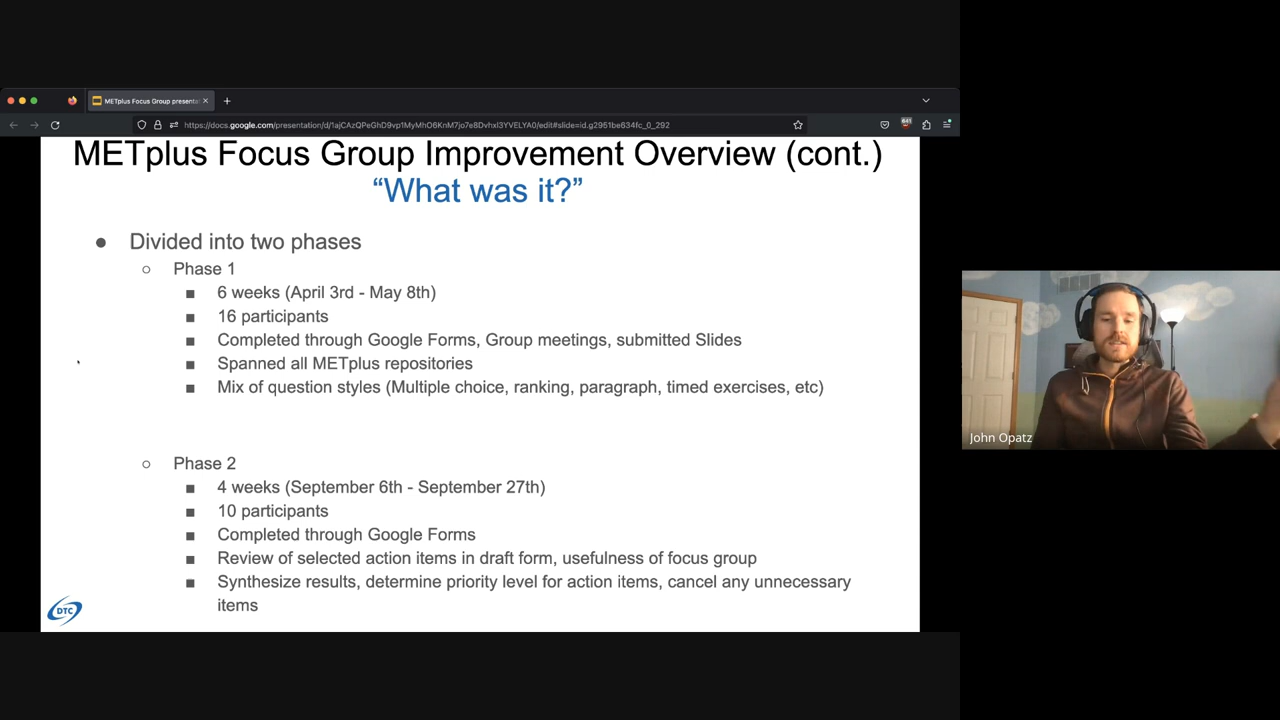 METplus Focus Group presentat
https://docs.google.com/presentation/d/1ajCAzQPeGhD9vp1MyMhO6KnM7jo7e8Dvhxl3YVELYA0/edit#slide=id.g2951be634fc_0_292
641
METplus Focus Group Improvement Overview (cont.)
“What was it?”
● Divided into two phases
○ Phase 1
■ 6 weeks (April 3rd - May 8th)
■ 16 participants
■ Completed through Google Forms, Group meetings, submitted Slides
■ Spanned all METplus repositories
■ Mix of question styles (Multiple choice, ranking, paragraph, timed exercises, etc)
○ Phase 2
■ 4 weeks (September 6th - September 27th)
■ 10 participants
■ Completed through Google Forms
■ Review of selected action items in draft form, usefulness of focus group
■ Synthesize results, determine priority level for action items, cancel any unnecessary
items
DTC
John Opatz